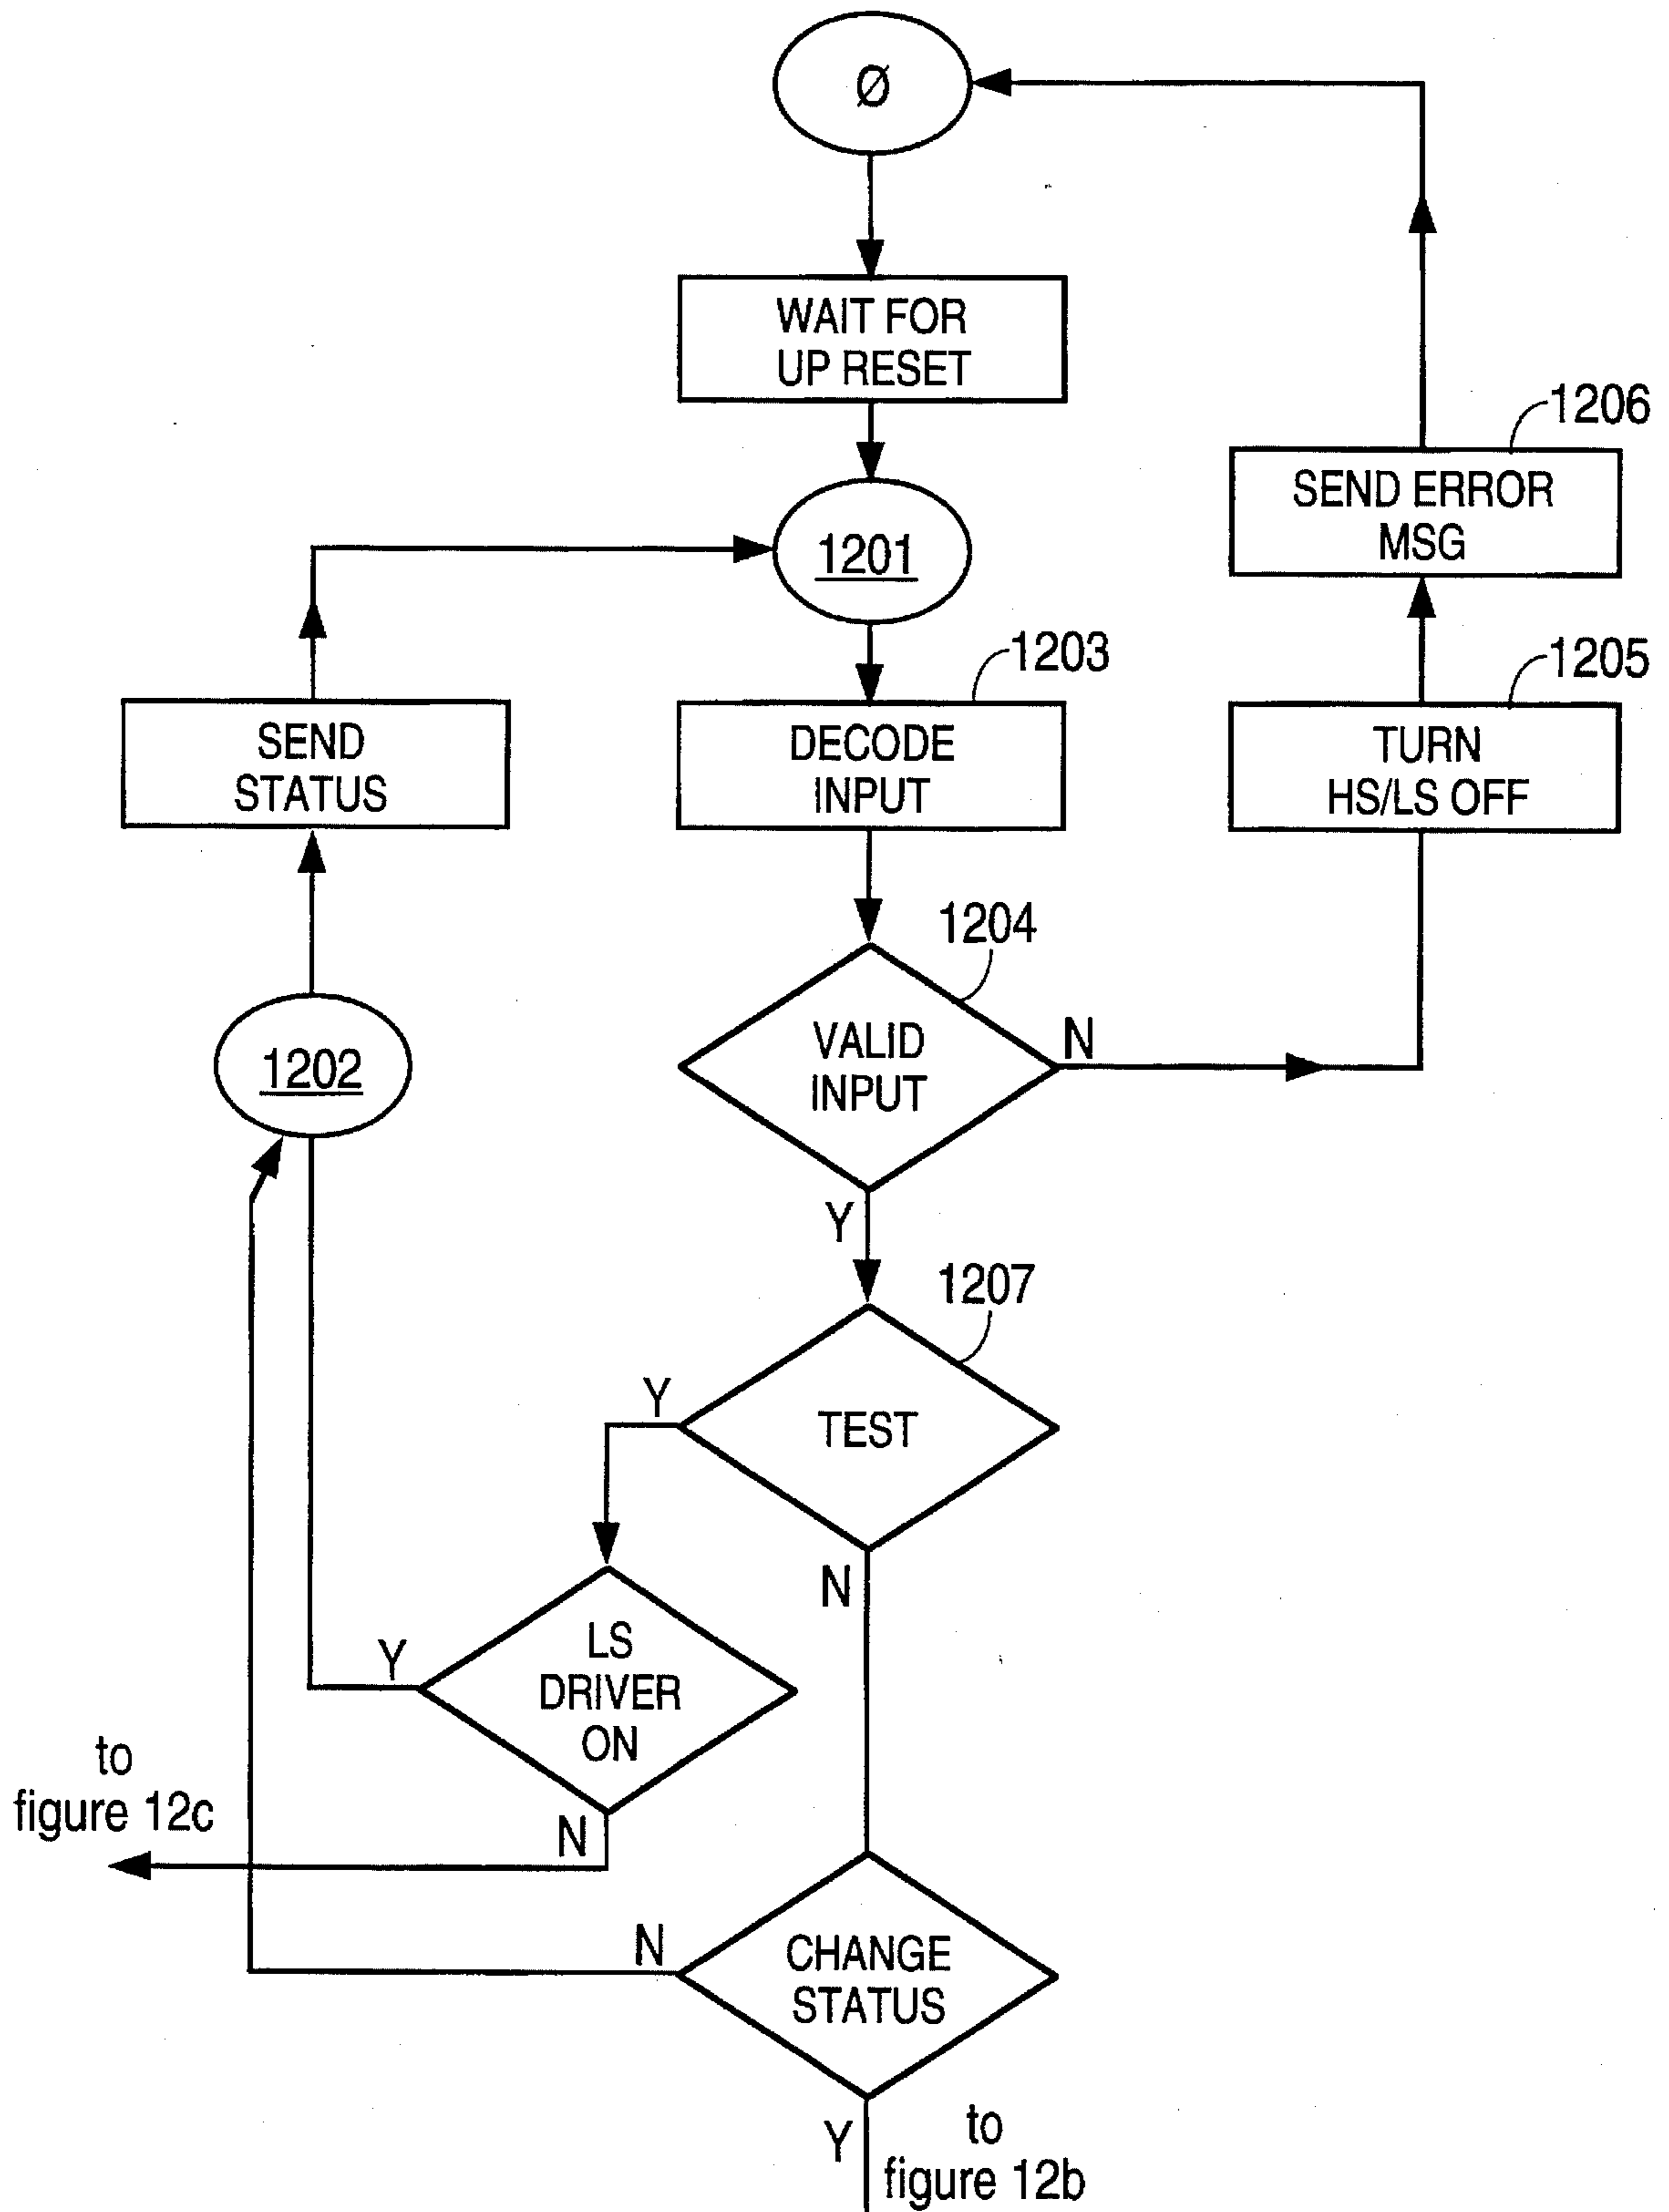 Ø
WAIT FOR
UP RESET
1206
SEND ERROR
MSG
1201
1203
1205
SEND
STATUS
DECODE
INPUT
TURN
HS/LS OFF
1204
1202
VALID
INPUT
N
Y
1207
Y
TEST
N
Y
LS
DRIVER
ON
to
figure 12c
N
N
CHANGE
STATUS
Y
to
figure 12b